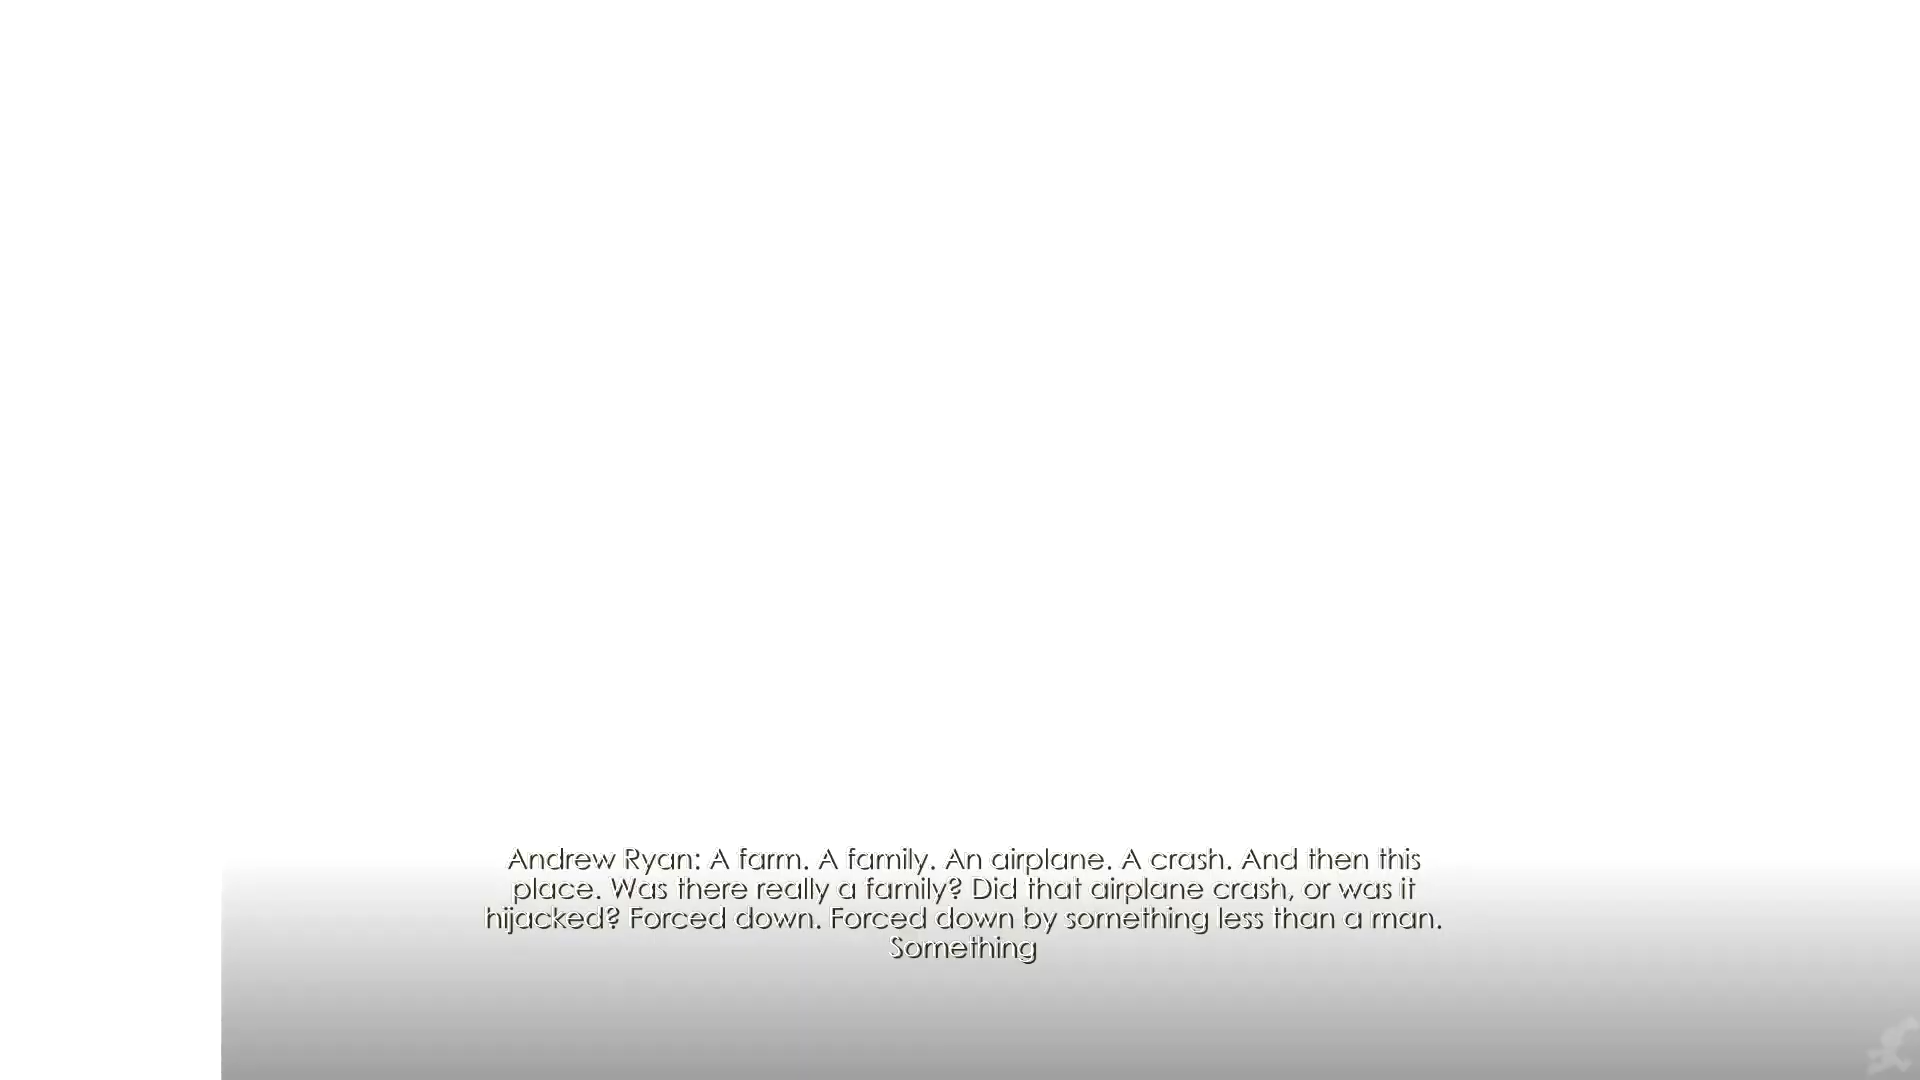 Andrew Ryan: A farm. A family. An airplane. A crash. And then this
place. Was there really a family? Did that airplane crash, or was it
hijacked? Forced down. Forced down by something less than a man.
Something